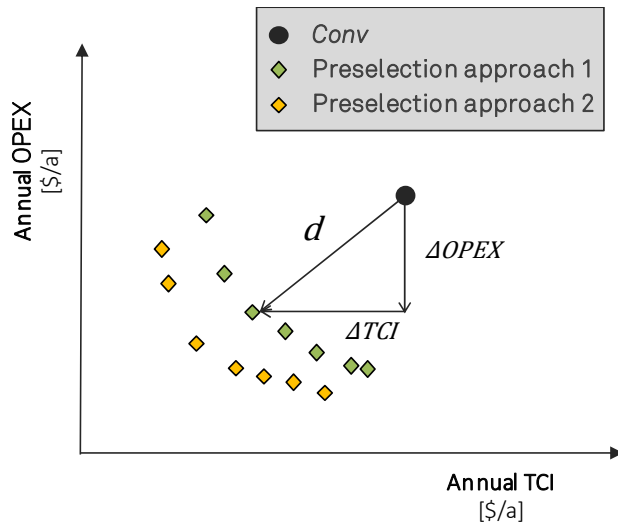 Conv
Preselection approach 1
Preselection approach 2
Annual OPEX
[$/a]
d
ΔOPEX
ΔTCI
Annual TCI
[$/a]